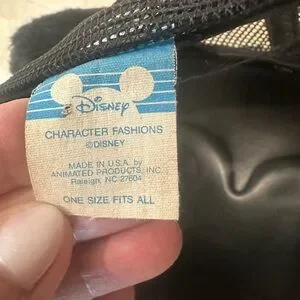 Disney
CHARACTER FASHIONS
©DISNEY
MADE IN U.S.A. by
ANIMATED PRODUCTS, INC.
Raleigh, NC 27604
ONE SIZE FITS ALL